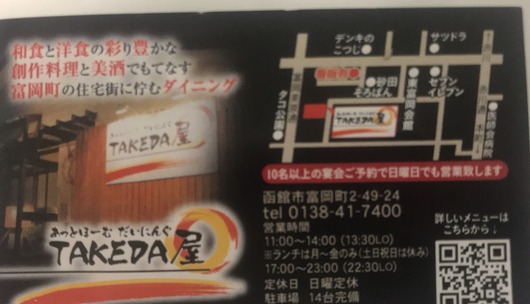 和食と洋食の彩り豊かな
創作料理と美酒でもてなす
富岡町の住宅街に佇むダイニング
TAKEDA屋
あっとほーむ だいにんぐ
TAKEDA屋
デンキの
こつじ
サツドラ
砂田
そろばん
東富岡会館
セブン
イレブン
タコ公園
TAKEDA屋
10名以上の宴会ご予約で日曜日でも営業致します
函館市富岡町2-49-24
tel 0138-41-7400
営業時間
11:00〜14:00 (13:30LO)
※ランチは月〜金のみ(土日祝日は休み)
17:00〜23:00 (22:30LO)
定休日 日曜定休
駐車場 14台完備
詳しいメニューは
こちらから↓